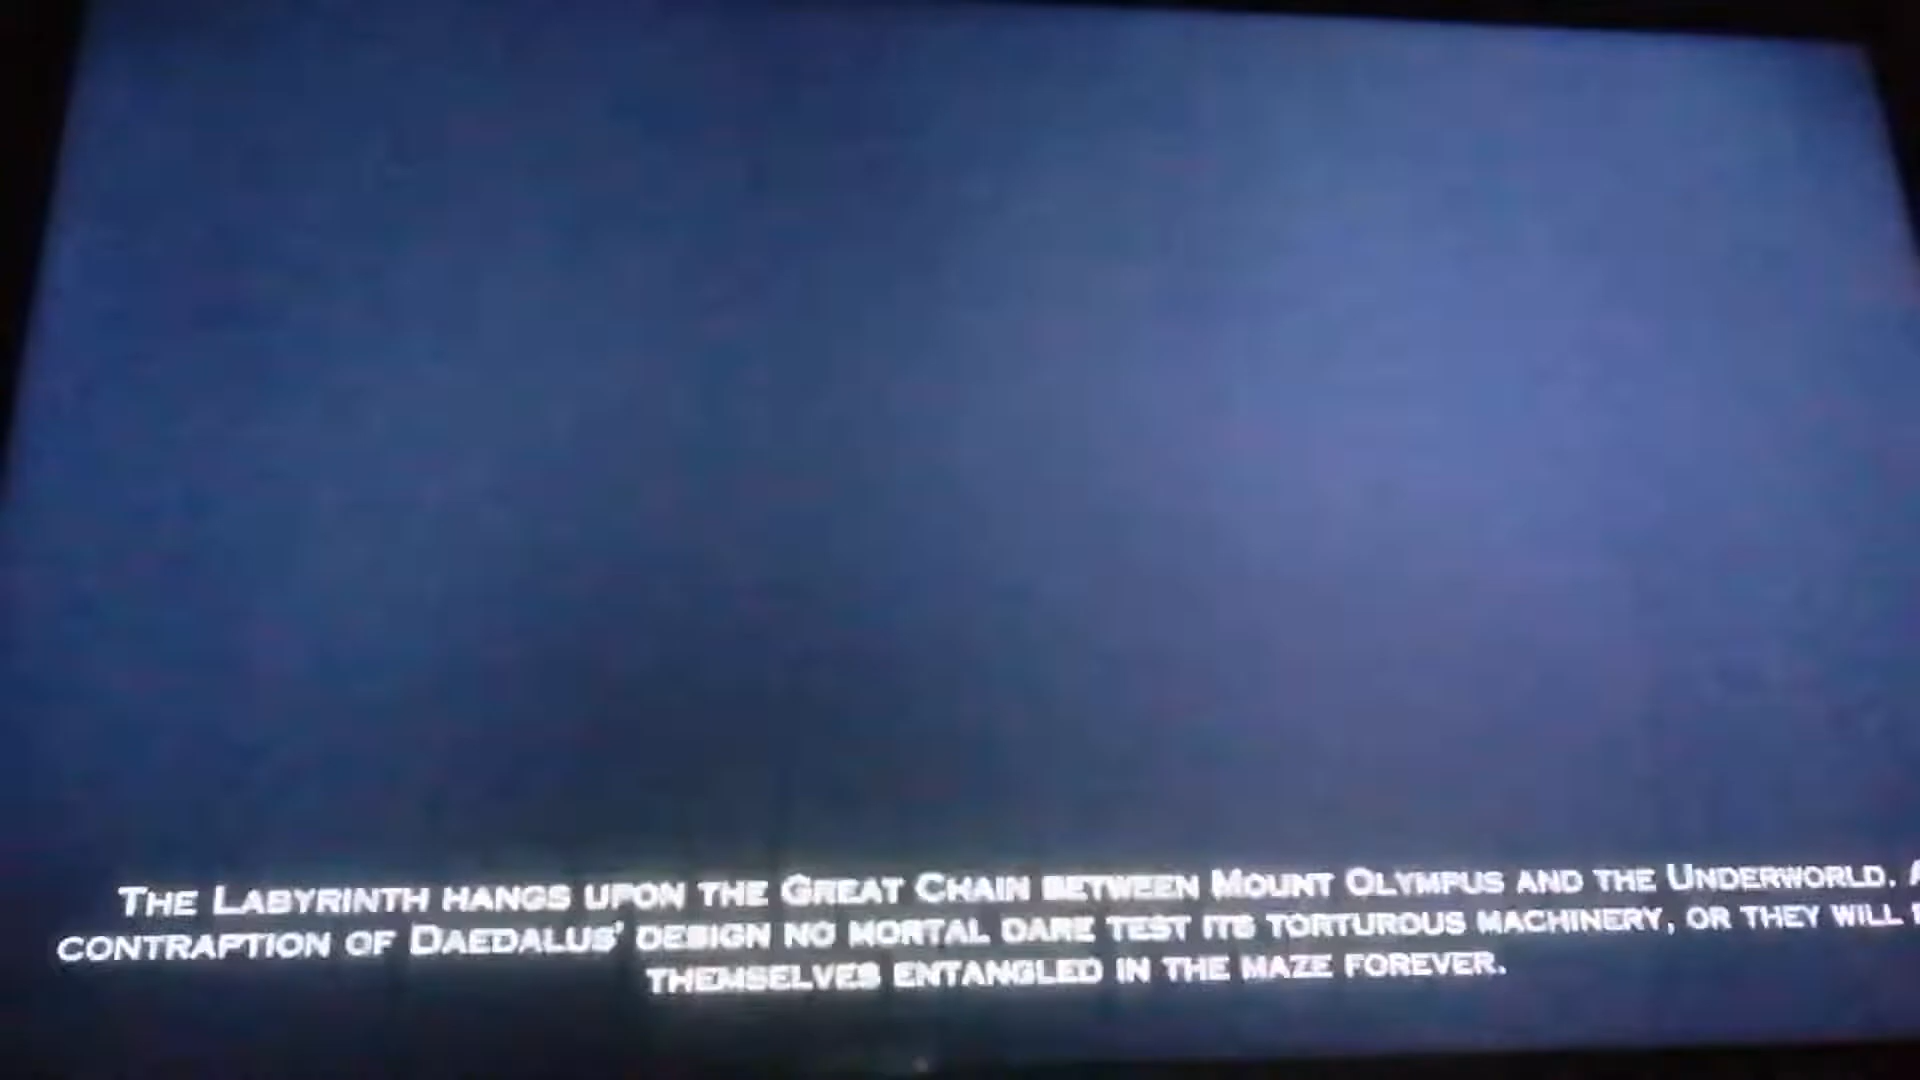 The Labyrinth hangs upon the Great Chain between Mount Olympus and the Underworld.
contraption of Daedalus' design no mortal dare test its torturous machinery, or they will
themselves entangled in the maze forever.